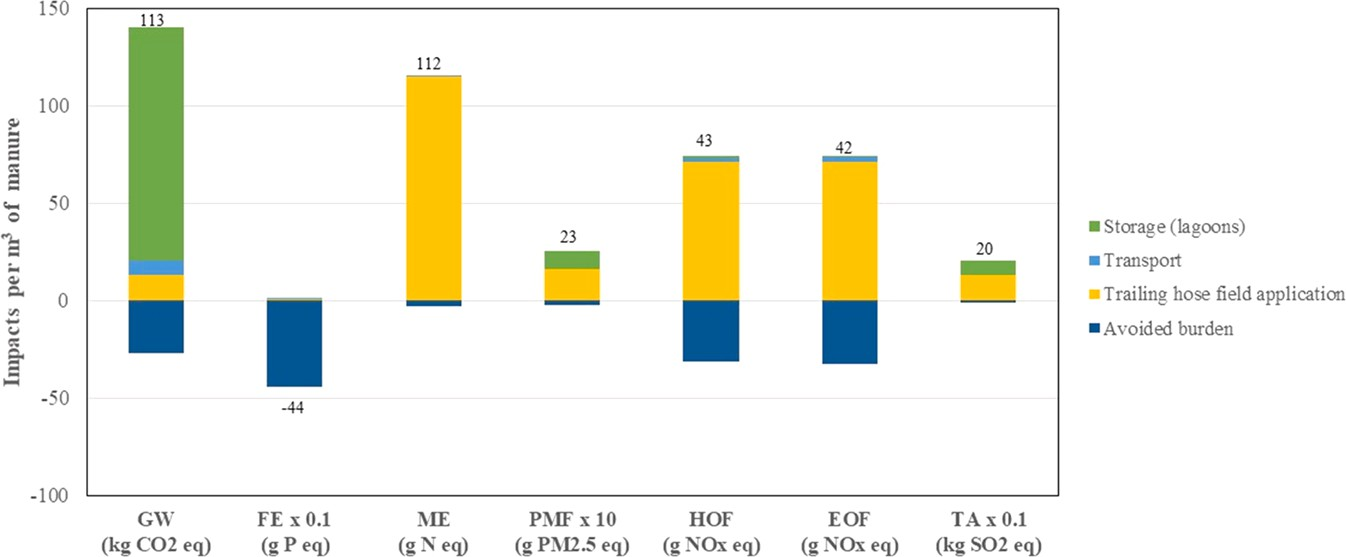 Impacts per m³ of manure
150
100
50
0
-50
-100
113
-44
112
23
43
42
20
GW
(kg CO2 eq)
FE x 0.1
(g P eq)
ME
(g N eq)
PMF x 10
(g PM2.5 eq)
HOF
(g NOx eq)
EOF
(g NOx eq)
TA x 0.1
(kg SO2 eq)
Storage (lagoons)
Transport
Trailing hose field application
Avoided burden